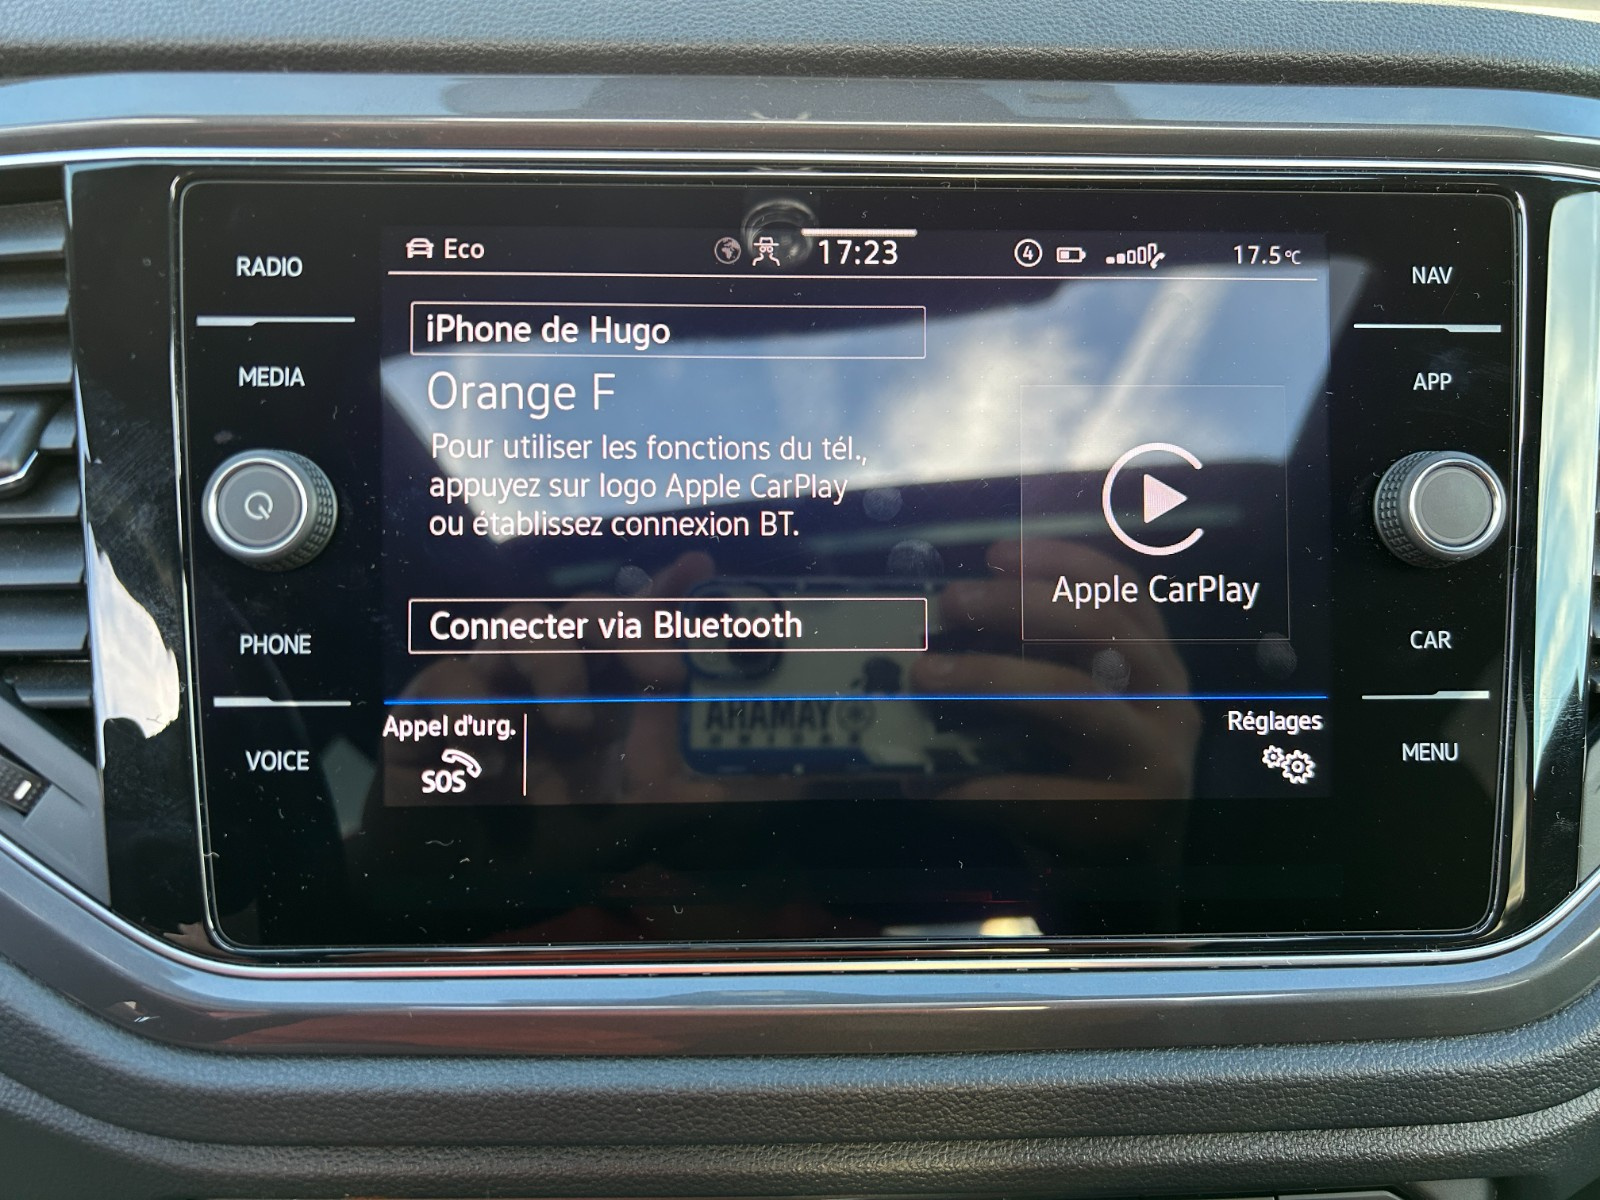 RADIO
MEDIA
PHONE
VOICE
Eco
17:23
4
17.5°C
iPhone de Hugo
Orange F
Pour utiliser les fonctions du tél.,
appuyez sur logo Apple CarPlay
ou établissez connexion BT.
Connecter via Bluetooth
Apple CarPlay
Appel d'urg.
SOS
Réglages
NAV
APP
CAR
MENU